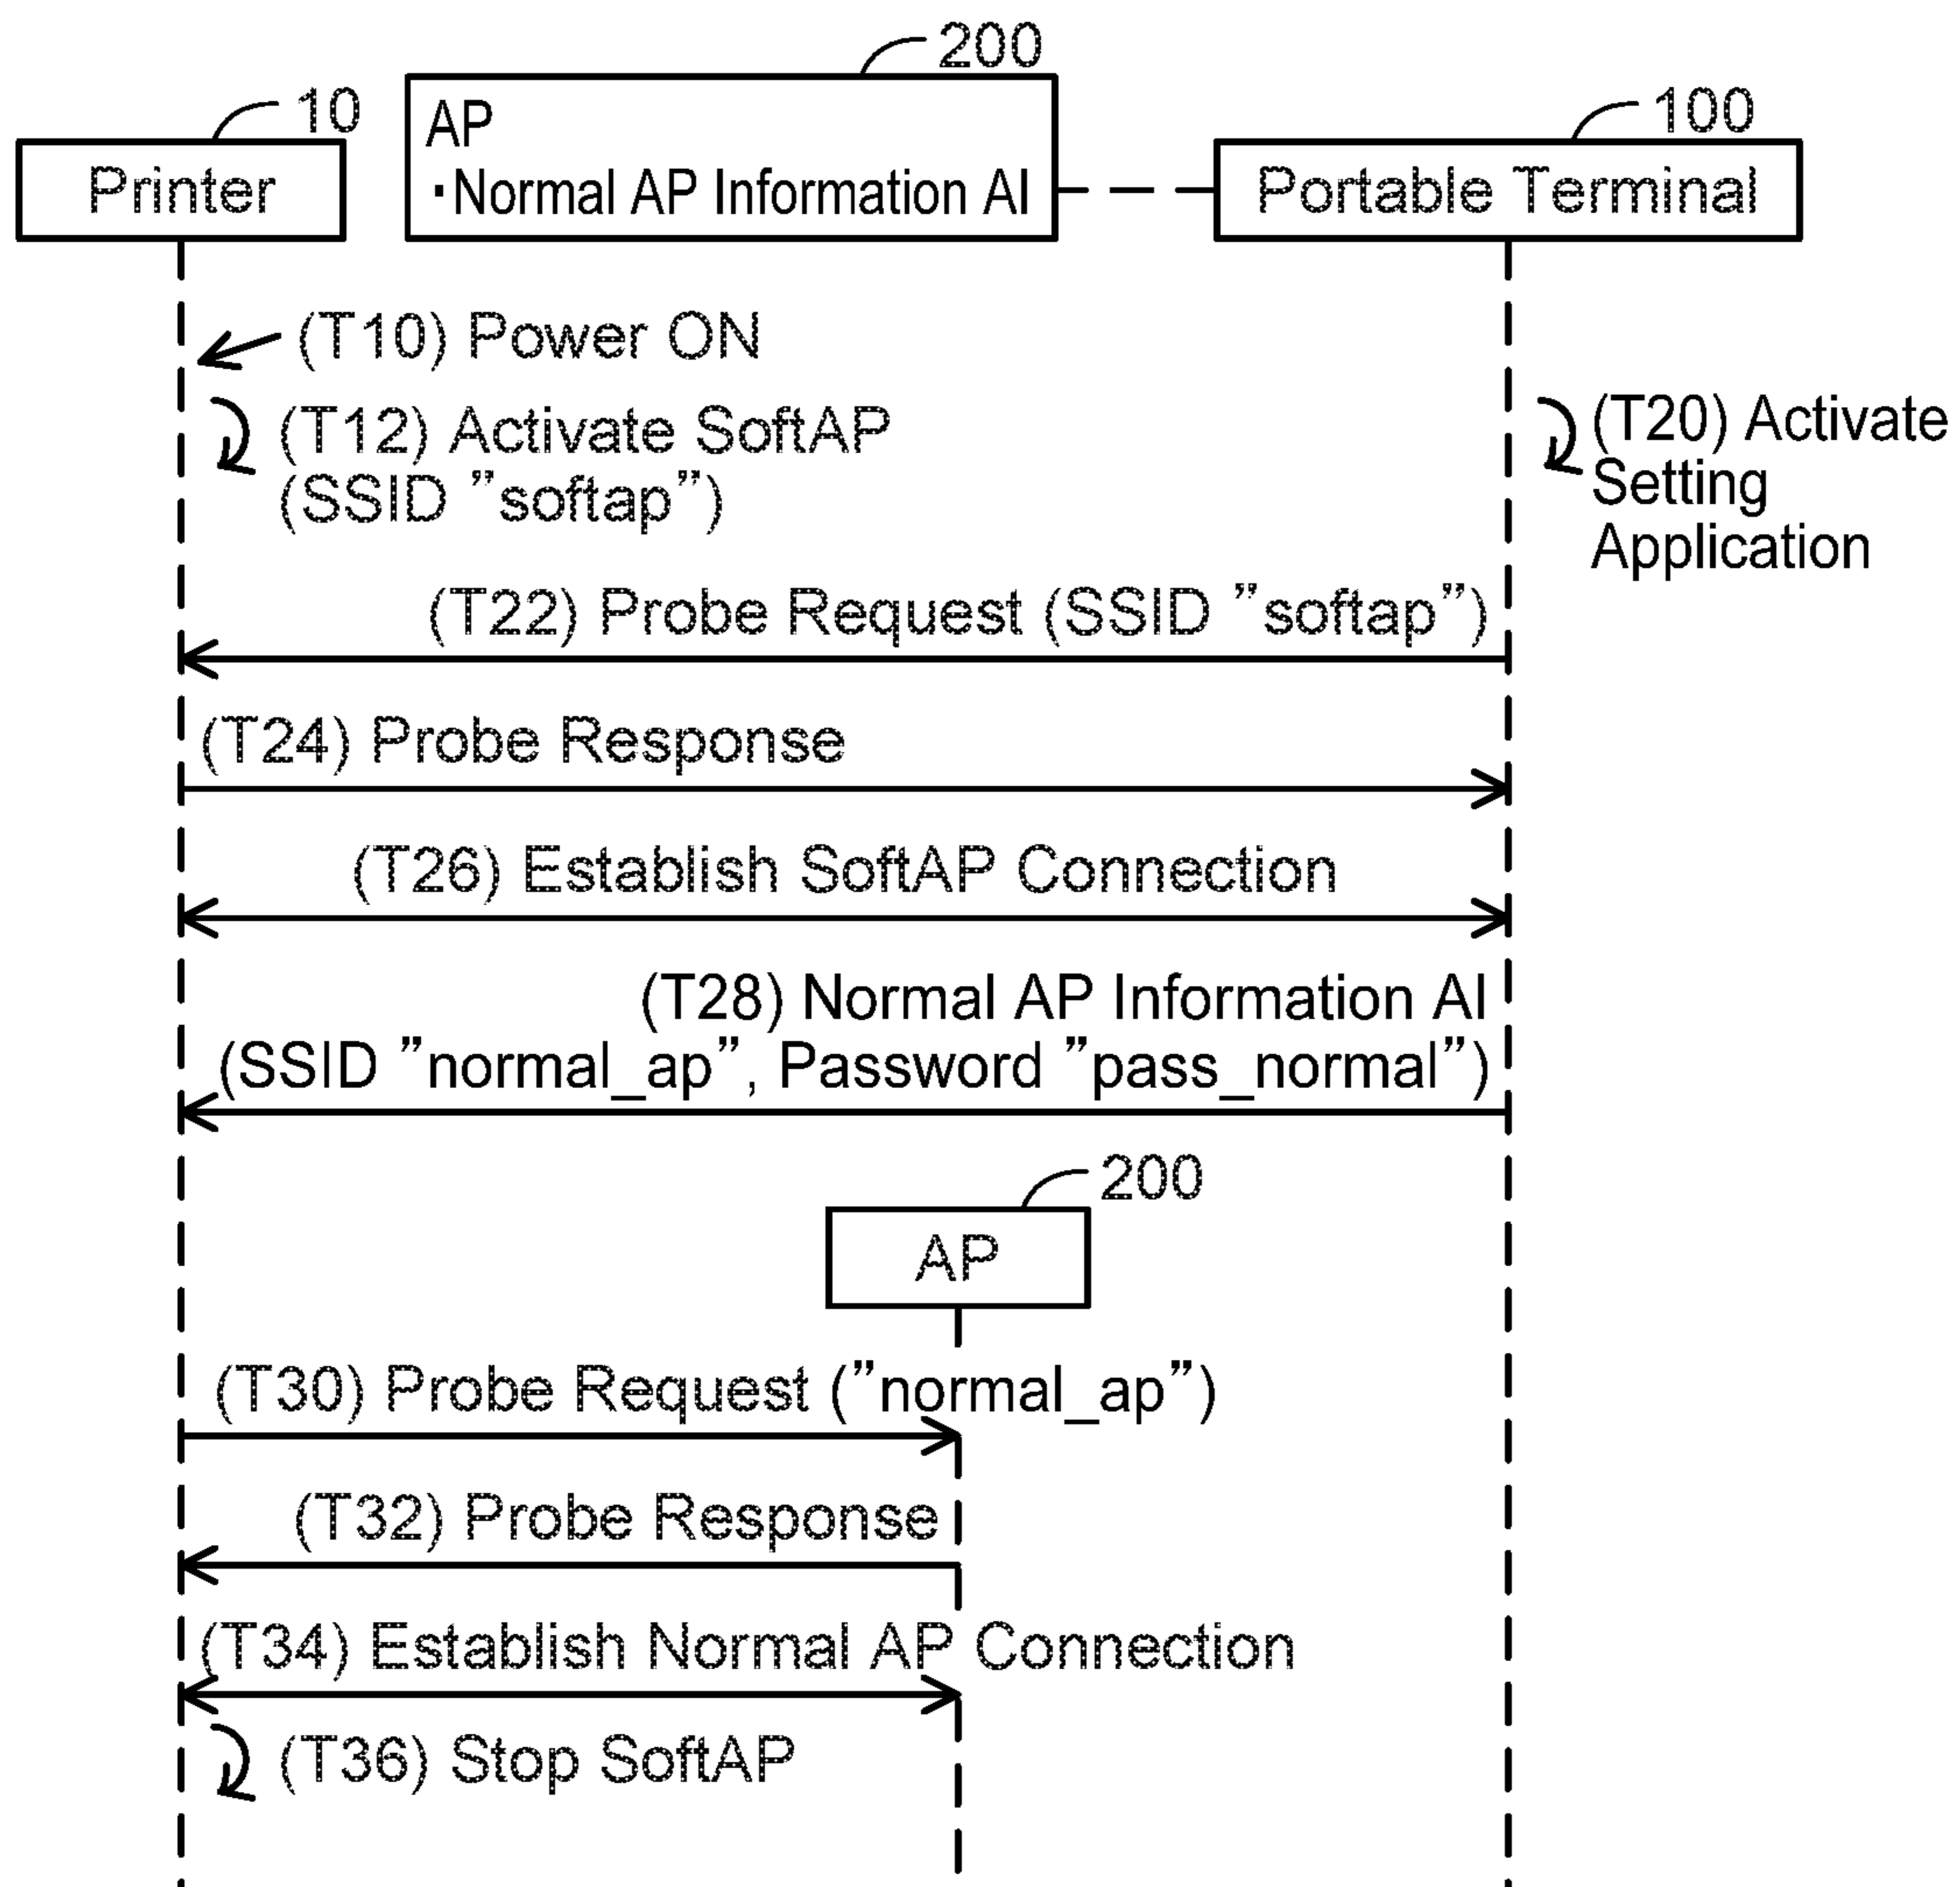 200
10
100
AP
・Normal AP Information AI
Printer
Portable Terminal
(T10) Power ON
(T12) Activate SoftAP
(SSID ”softap”)
(T20) Activate
Setting
Application
(T22) Probe Request (SSID ”softap”)
(T24) Probe Response
(T26) Establish SoftAP Connection
(T28) Normal AP Information AI
(SSID ”normal_ap”, Password ”pass_normal”)
200
AP
(T30) Probe Request (”normal_ap”)
(T32) Probe Response
(T34) Establish Normal AP Connection
(T36) Stop SoftAP